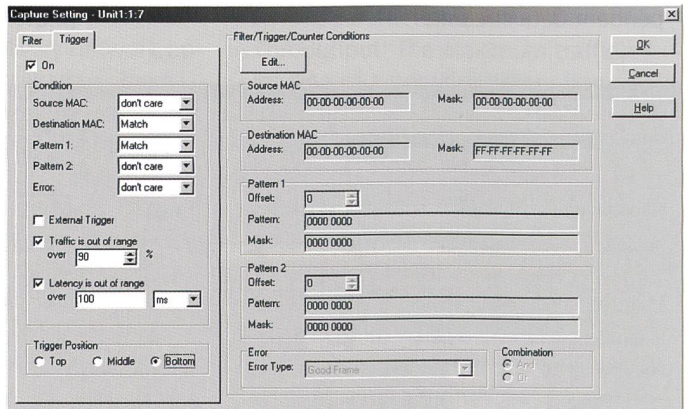 Capture Setting - Unit1:1:7
Filter Trigger
On
Condition
Source MAC: don't care
Destination MAC: Match
Pattern 1: Match
Pattern 2: don't care
Error: don't care
External Trigger
Traffic is out of range
over 90 %
Latency is out of range
over 100 ms
Trigger Position
Top Middle Bottom
Filter/Trigger/Counter Conditions
Edit...
Source MAC
Address: 00-00-00-00-00-00 Mask: 00-00-00-00-00-00
Destination MAC
Address: 00-00-00-00-00-00 Mask: FF-FF-FF-FF-FF-FF
Pattern 1
Offset: 0
Pattern: 0000 0000
Mask: 0000 0000
Pattern 2
Offset: 0
Pattern: 0000 0000
Mask: 0000 0000
Error
Error Type: Good Frame
Combination
And
Or
OK
Cancel
Help